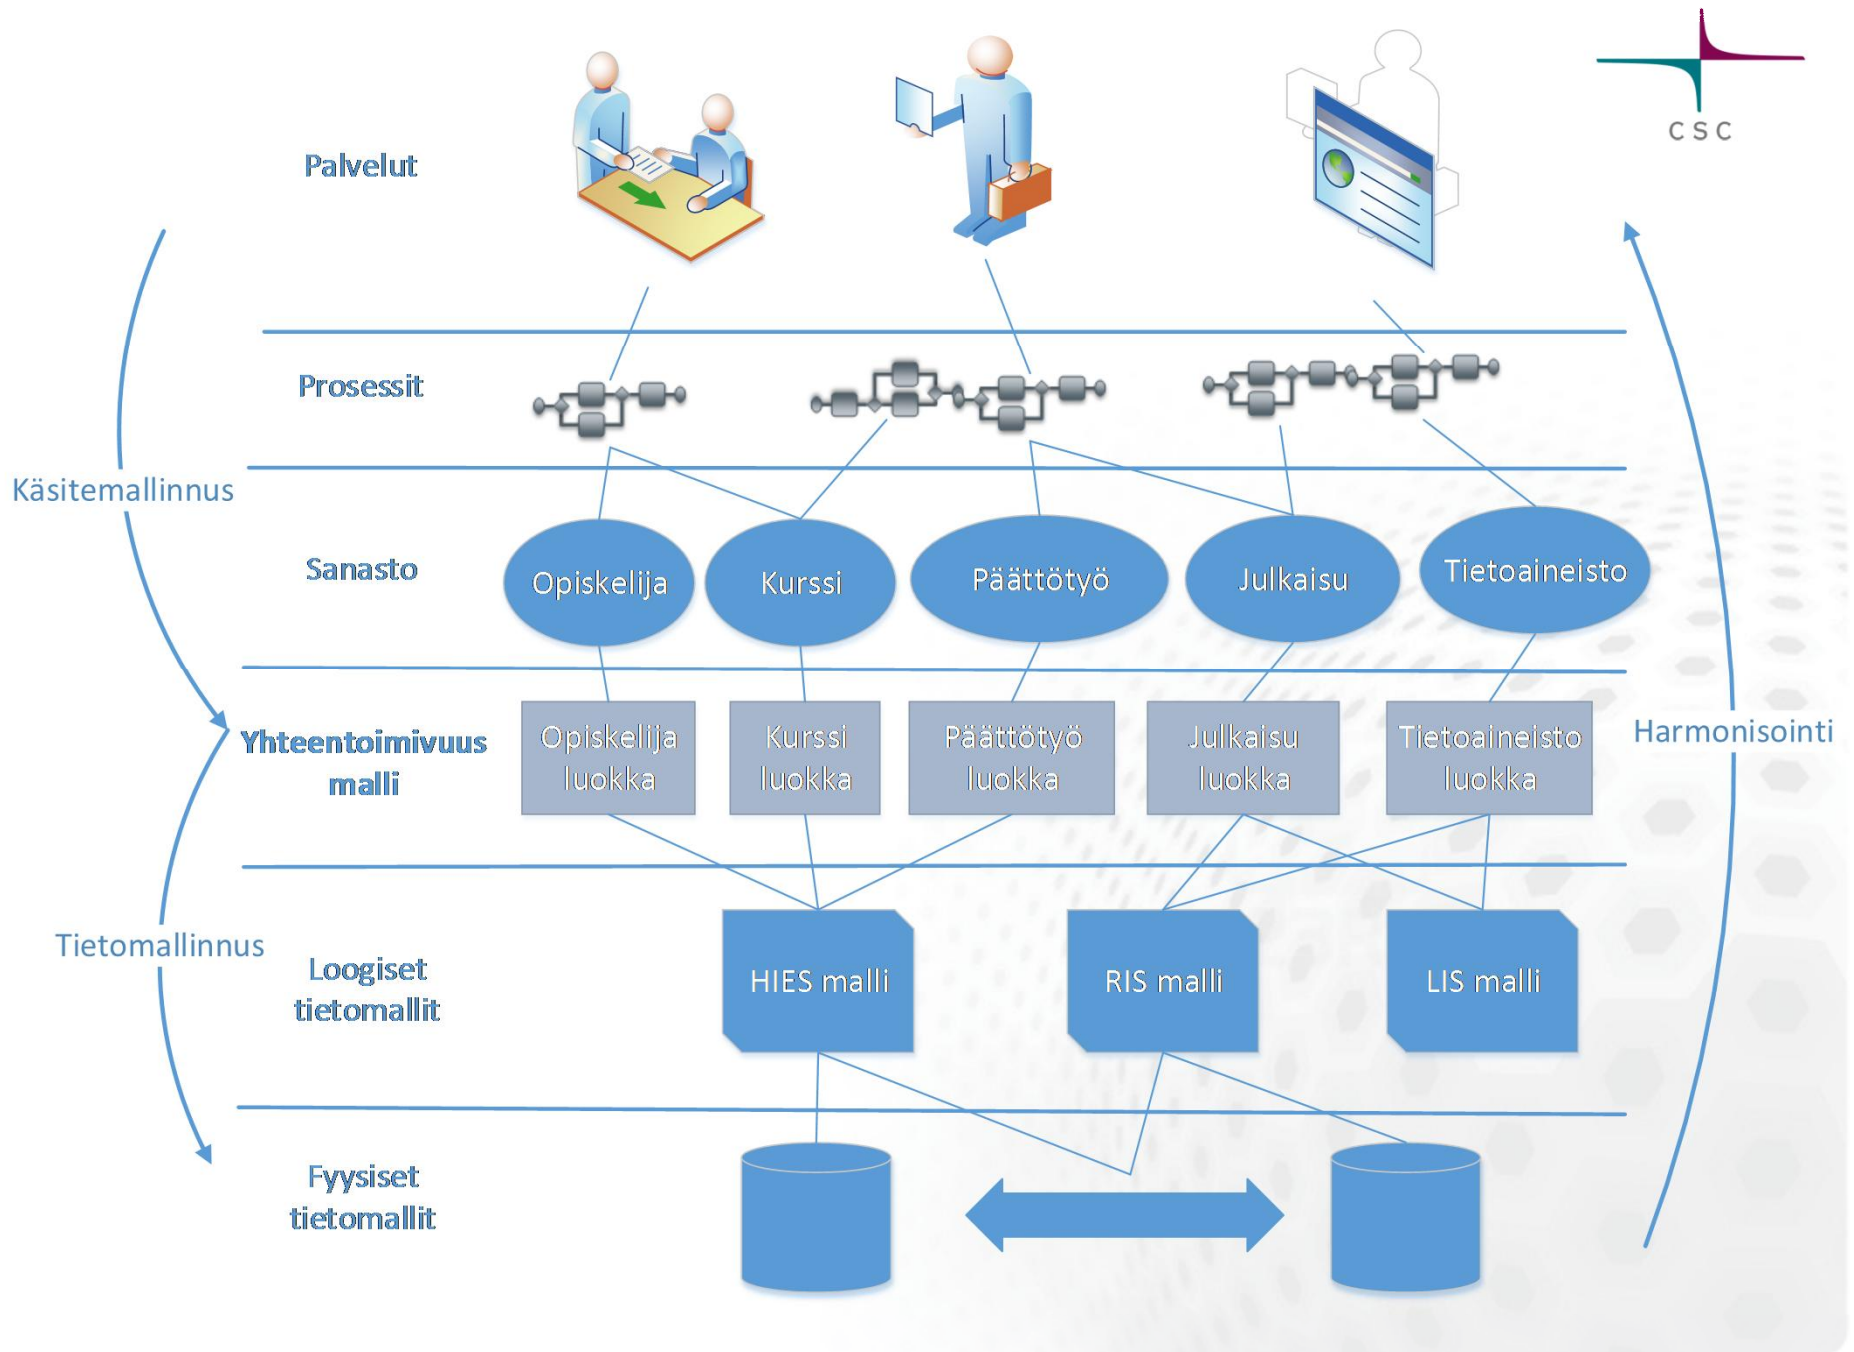 CSC
Palvelut
Prosessit
Käsitemallinnus
Sanasto
Opiskelija
Kurssi
Päättötyö
Julkaisu
Tietoaineisto
Yhteentoimivuus
malli
Opiskelija
luokka
Kurssi
luokka
Päättötyö
luokka
Julkaisu
luokka
Tietoaineisto
luokka
Harmonisointi
Tietomallinnus
Loogiset
tietomallit
HIES malli
RIS malli
LIS malli
Fyysiset
tietomallit